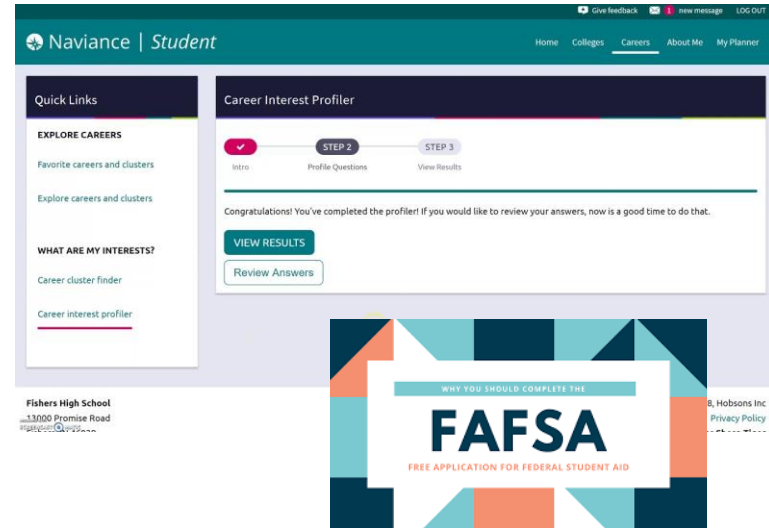 Give feedback 1 new message LOG OUT
Naviance | Student
Home Colleges Careers About Me My Planner
Quick Links
EXPLORE CAREERS
Favorite careers and clusters
Explore careers and clusters
WHAT ARE MY INTERESTS?
Career cluster finder
Career interest profiler
Career Interest Profiler
STEP 2 STEP 3
Intro Profile Questions View Results
Congratulations! You've completed the profiler! If you would like to review your answers, now is a good time to do that.
VIEW RESULTS
Review Answers
Fishers High School
13000 Promise Road
8, Hobsons Inc
Privacy Policy
WHY YOU SHOULD COMPLETE THE
FAFSA
FREE APPLICATION FOR FEDERAL STUDENT AID